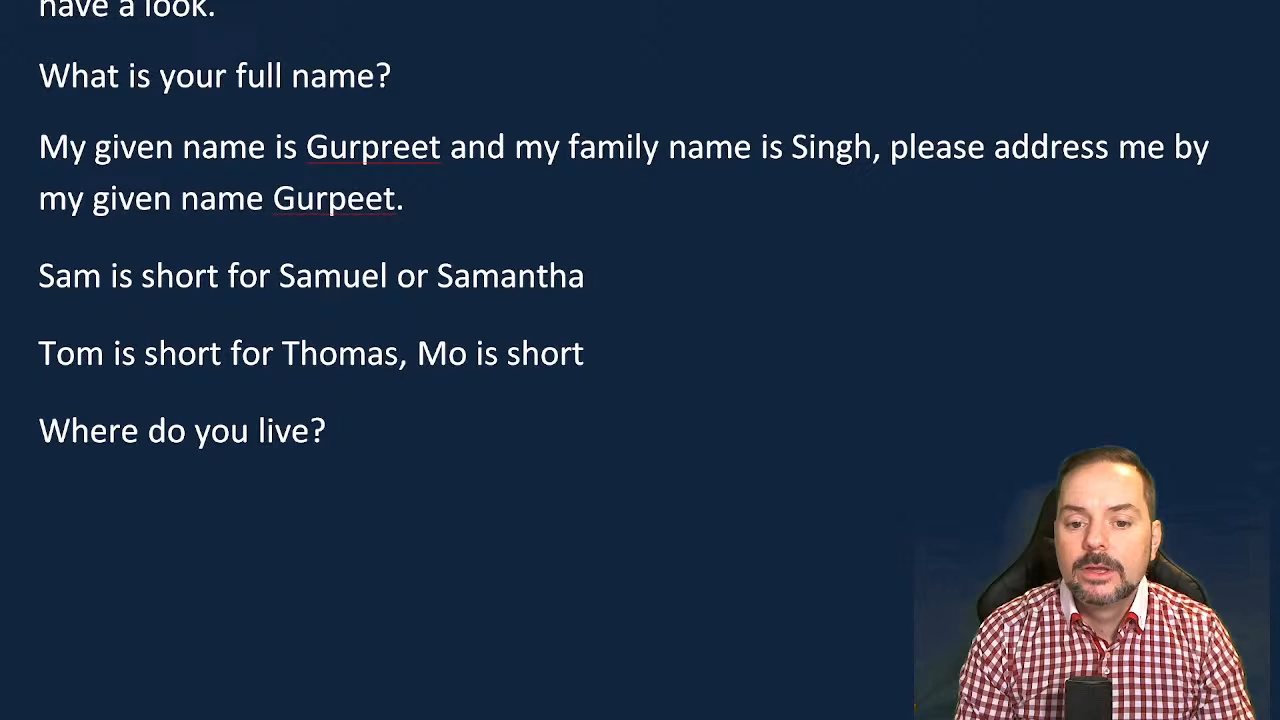 have a look.
What is your full name?
My given name is Gurpreet and my family name is Singh, please address me by
my given name Gurpeet.
Sam is short for Samuel or Samantha
Tom is short for Thomas, Mo is short
Where do you live?